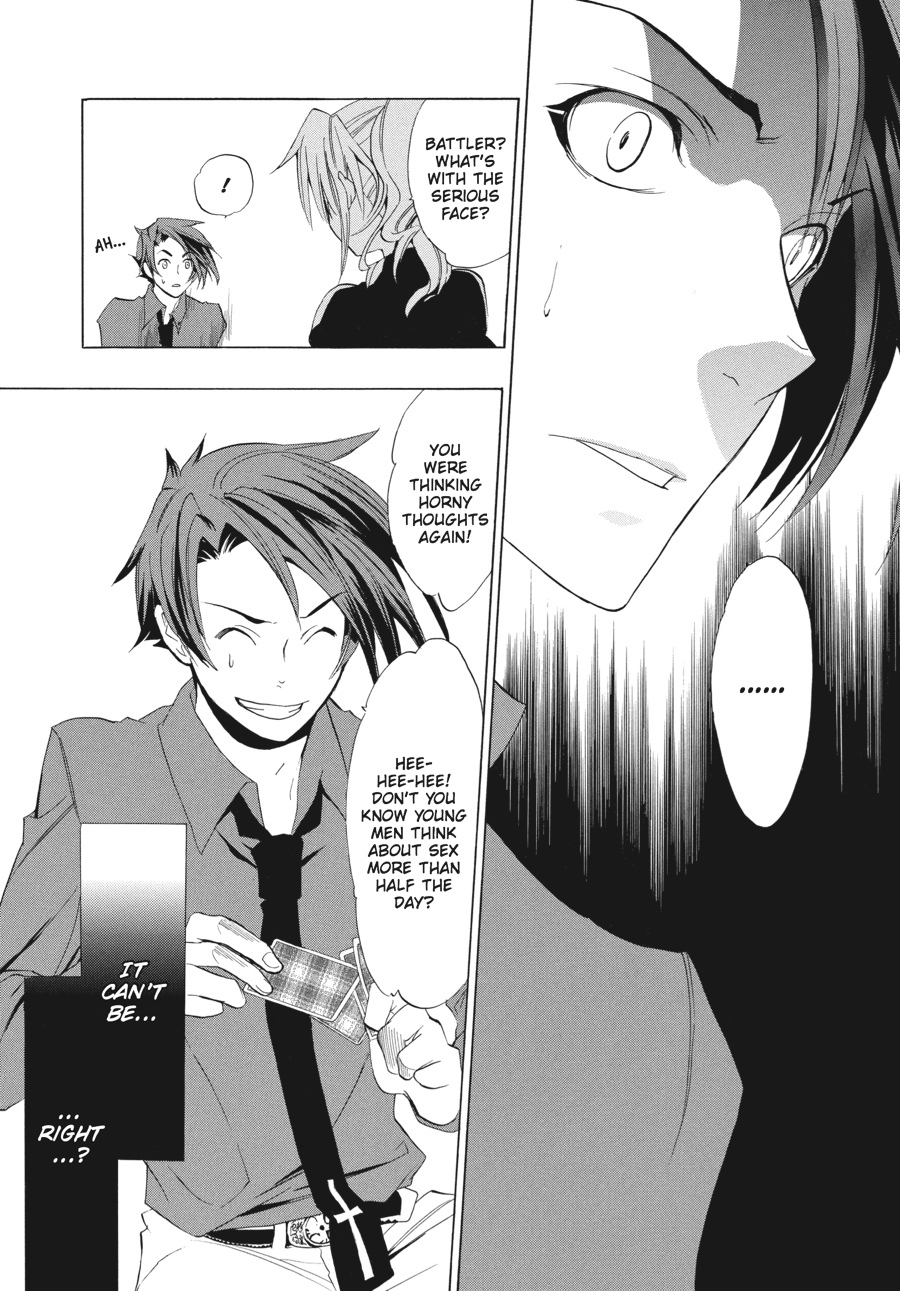 ......
BATTLER?
WHAT'S
WITH THE
SERIOUS
FACE?
!
AH...
YOU
WERE
THINKING
HORNY
THOUGHTS
AGAIN!
HEE-
HEE-HEE!
DON'T YOU
KNOW YOUNG
MEN THINK
ABOUT SEX
MORE THAN
HALF THE
DAY?
IT
CAN'T
BE...
...
RIGHT
...?